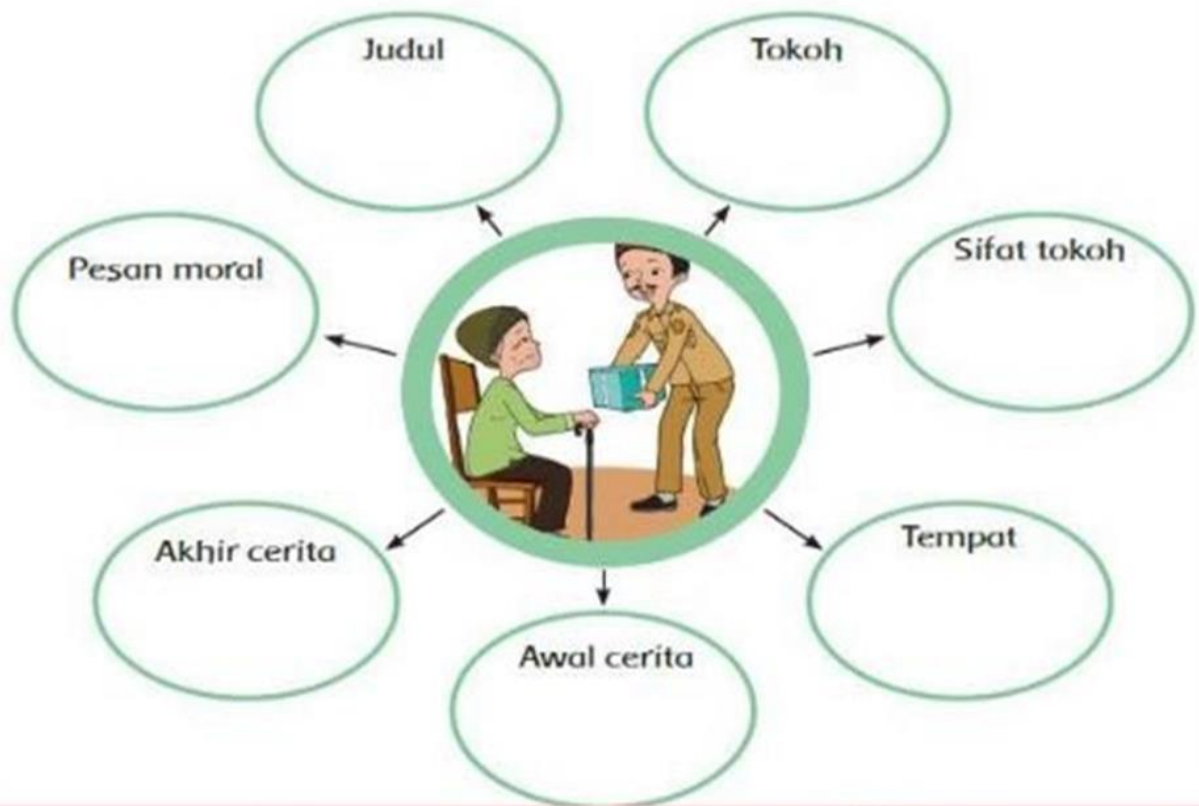 Judul
Tokoh
Pesan moral
Sifat tokoh
Akhir cerita
Tempat
Awal cerita